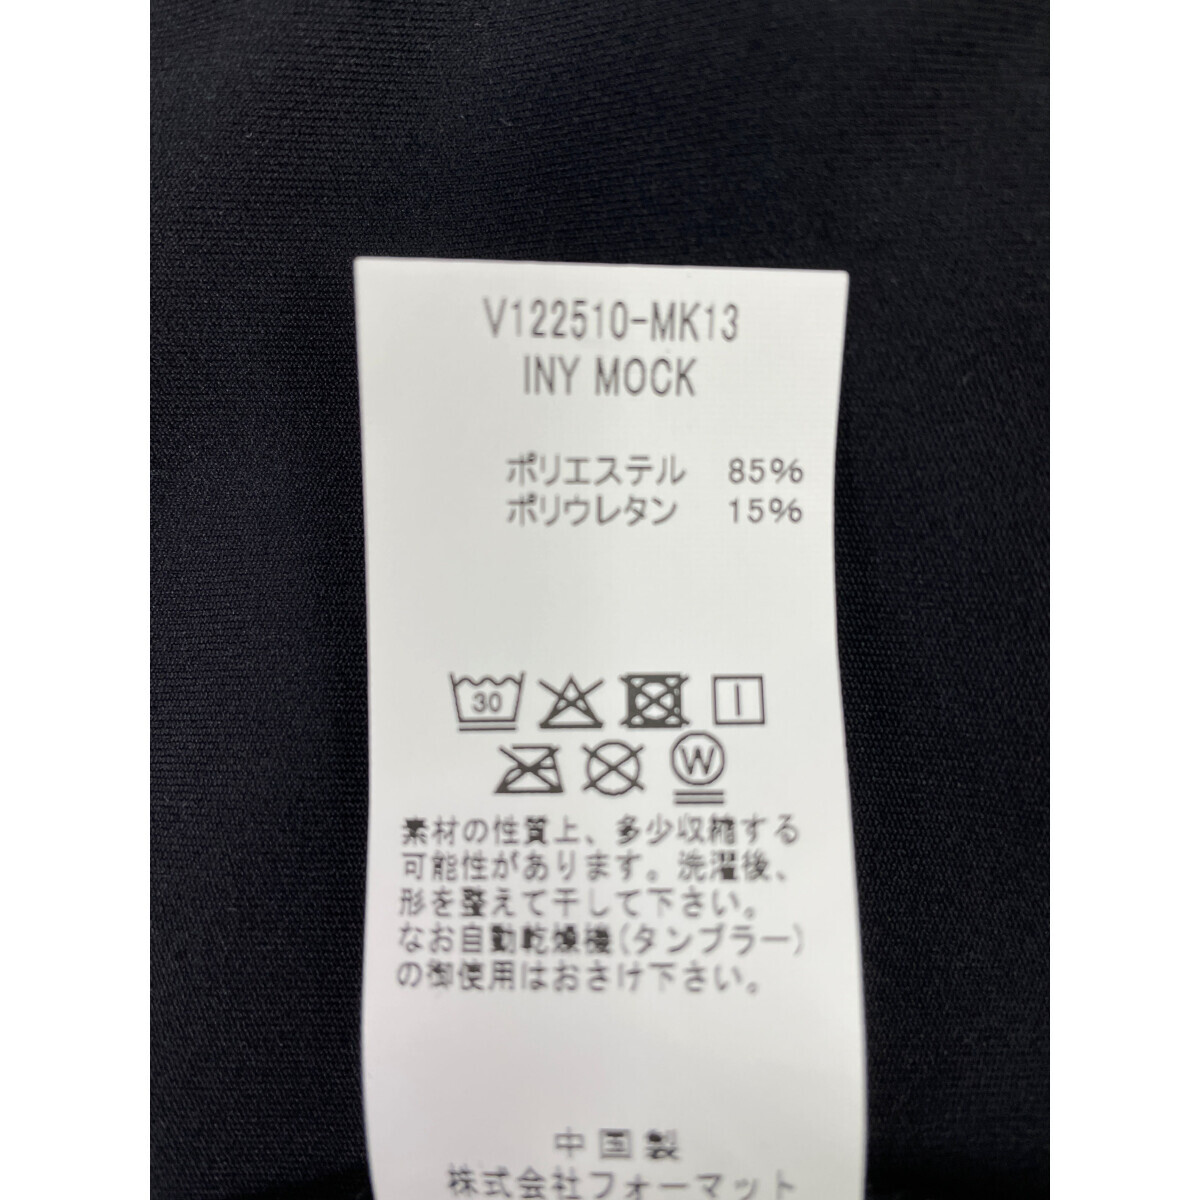 V122510-MK13
INY MOCK
ポリエステル 85%
ポリウレタン 15%
30
W
素材の性質上、多少収縮する
可能性があります。洗濯後、
形を整えて干して下さい。
なお自動乾燥機(タンブラー)
の御使用はおさけ下さい。
中国製
株式会社フォーマット